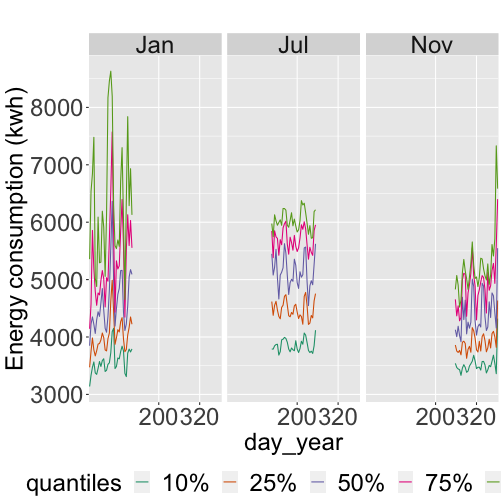 Jan Jul Nov
Energy consumption (kwh)
8000
7000
6000
5000
4000
3000
200320 200320 200320
day_year
quantiles 10% 25% 50% 75%